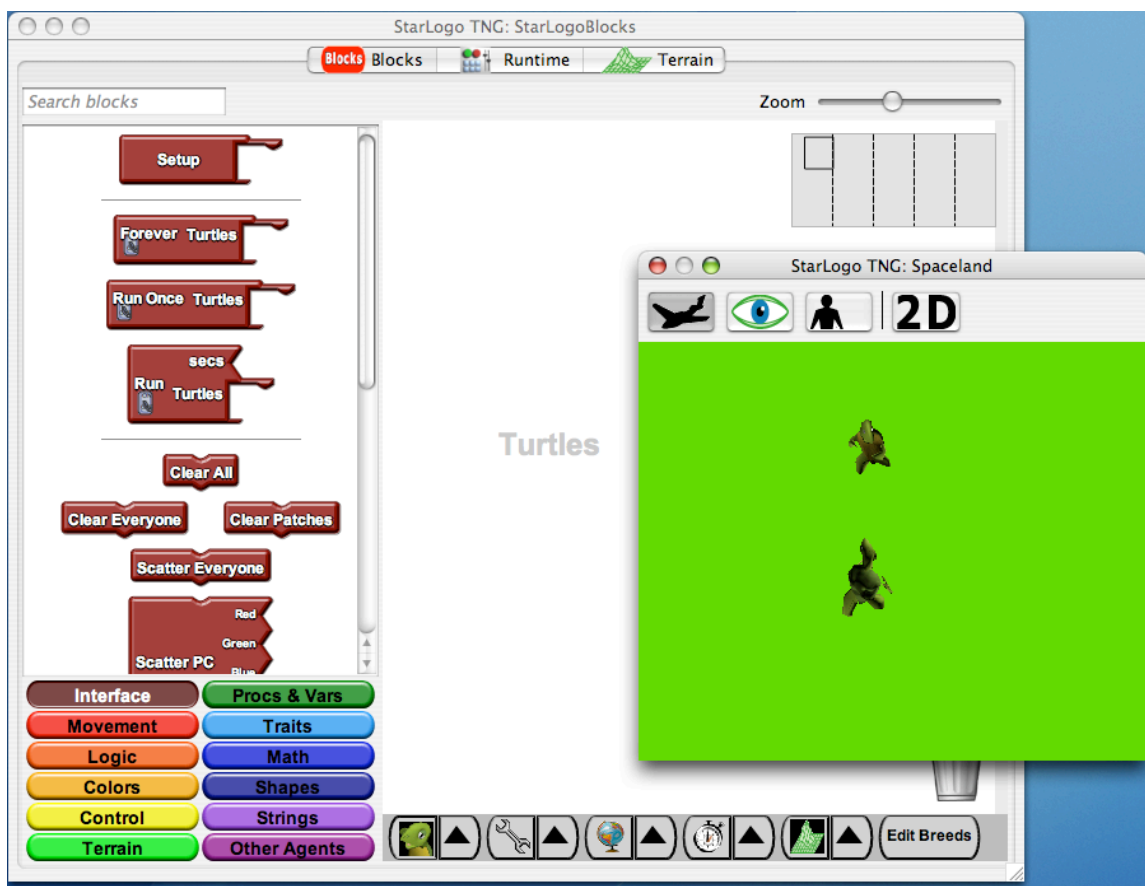 StarLogo TNG: StarLogoBlocks
Blocks Blocks Runtime Terrain
Search blocks
Zoom
Setup
Forever Turtles
Run Once Turtles
secs
Run Turtles
Clear All
Clear Everyone Clear Patches
Scatter Everyone
Red
Green
Scatter PC Blue
Turtles
StarLogo TNG: Spaceland
2D
Interface Procs & Vars
Movement Traits
Logic Math
Colors Shapes
Control Strings
Terrain Other Agents
Edit Breeds